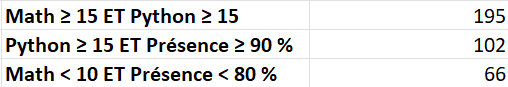 Math ≥ 15 ET Python ≥ 15 195
Python ≥ 15 ET Présence ≥ 90 % 102
Math < 10 ET Présence < 80 % 66